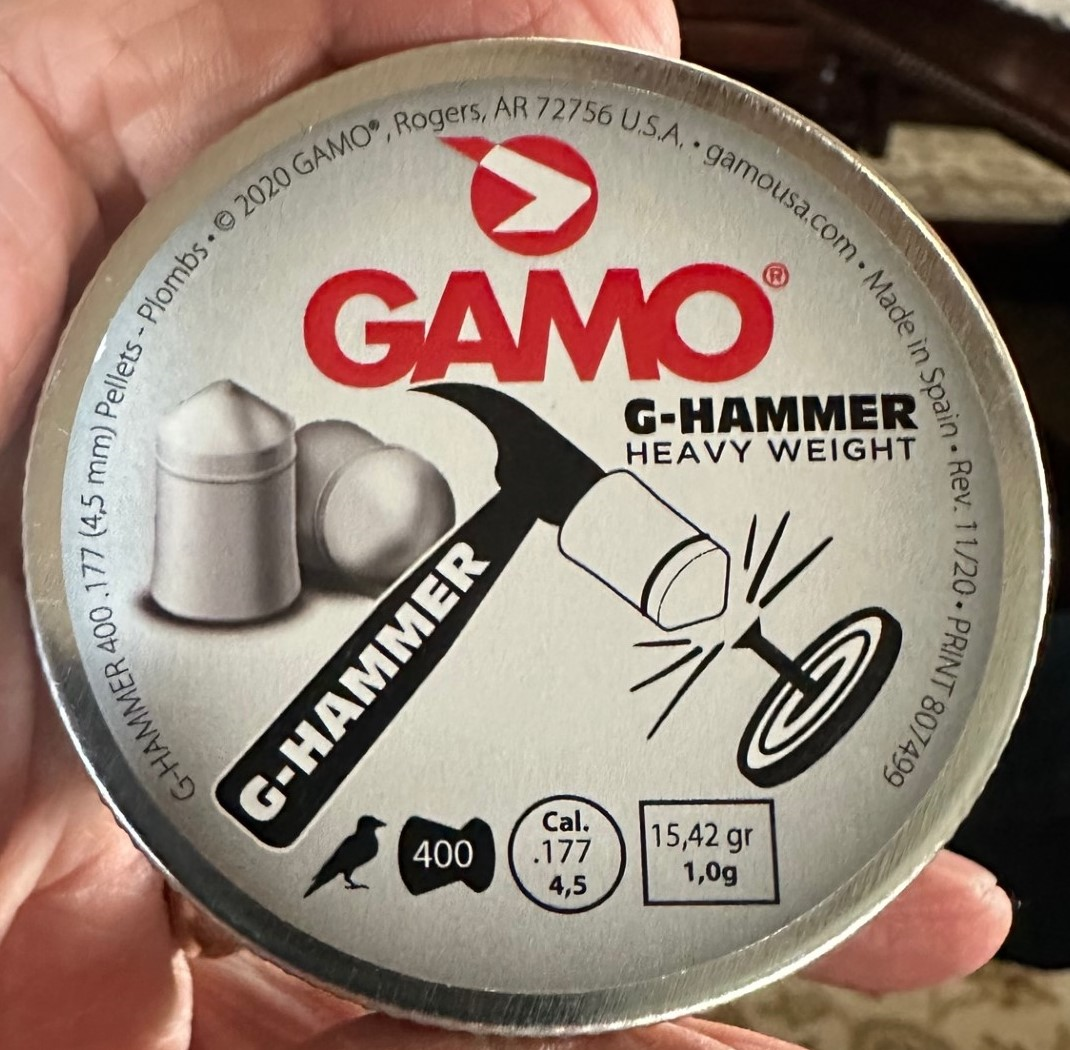 G-HAMMER 400 .177 (4,5 mm) Pellets - Plombs • © 2020 GAMO®, Rogers, AR 72756 U.S.A. • gamousa.com • Made in Spain • Rev. 11/20 • PRINT 807499
GAMO®
G-HAMMER
HEAVY WEIGHT
G-HAMMER
400
Cal.
.177
4,5
15,42 gr
1,0g